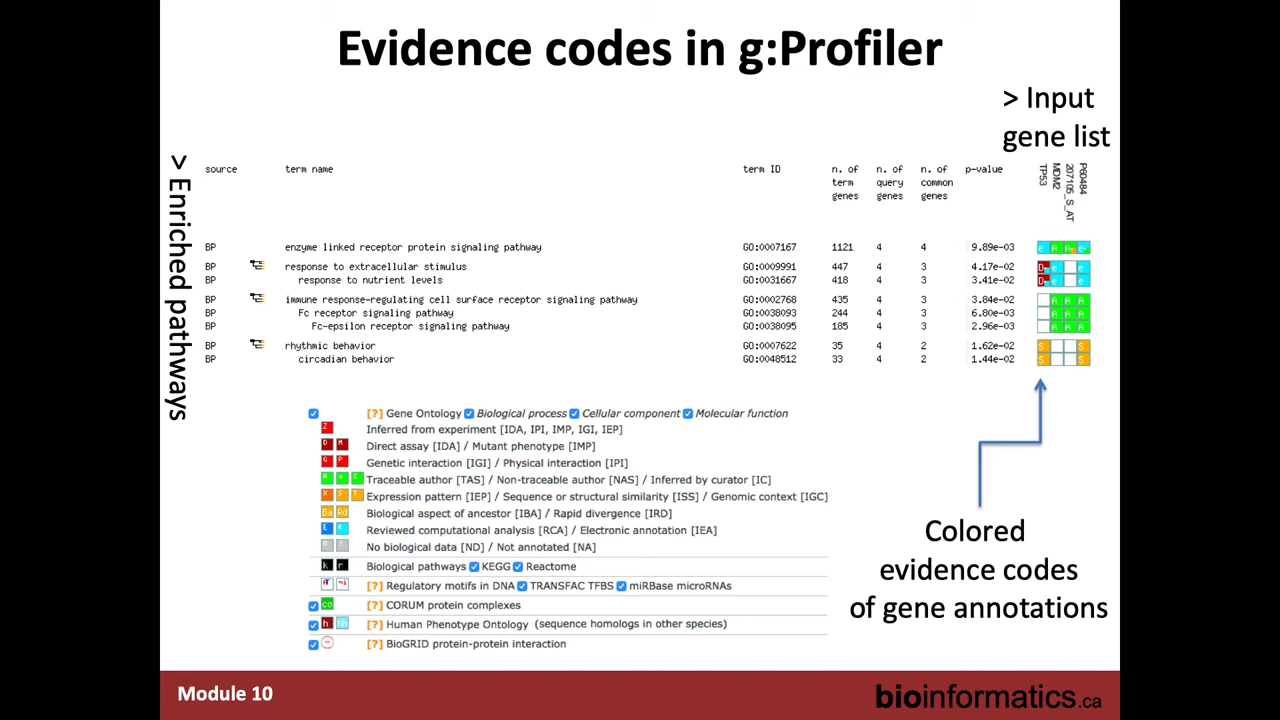 Evidence codes in g:Profiler
> Input
gene list
> Enriched pathways
source term name term ID n. of term genes n. of query genes n. of common genes p-value TP53 MDM2 207105_S_AT P60484
BP enzyme linked receptor protein signaling pathway GO:0007167 1121 4 4 9.89e-03 e A A e
BP response to extracellular stimulus GO:0009991 447 4 3 4.17e-02 D e e
BP response to nutrient levels GO:0031667 418 4 3 3.41e-02 D e e
BP immune response-regulating cell surface receptor signaling pathway GO:0002768 435 4 3 3.84e-02 A A A
BP Fc receptor signaling pathway GO:0038093 244 4 3 6.80e-03 A A A
BP Fc-epsilon receptor signaling pathway GO:0038095 185 4 3 2.96e-03 A A A
BP rhythmic behavior GO:0007622 35 4 2 1.62e-02 S S
BP circadian behavior GO:0048512 33 4 2 1.44e-02 S S
[?] Gene Ontology Biological process Cellular component Molecular function
Z Inferred from experiment [IDA, IPI, IMP, IGI, IEP]
D M Direct assay [IDA] / Mutant phenotype [IMP]
G P Genetic interaction [IGI] / Physical interaction [IPI]
A a C Traceable author [TAS] / Non-traceable author [NAS] / Inferred by curator [IC]
X S Y Expression pattern [IEP] / Sequence or structural similarity [ISS] / Genomic context [IGC]
Ba Rd Biological aspect of ancestor [IBA] / Rapid divergence [IRD]
E e Reviewed computational analysis [RCA] / Electronic annotation [IEA]
No biological data [ND] / Not annotated [NA]
k r Biological pathways KEGG Reactome
[?] Regulatory motifs in DNA TRANSFAC TFBS miRBase microRNAs
co [?] CORUM protein complexes
h hh [?] Human Phenotype Ontology (sequence homologs in other species)
[?] BioGRID protein-protein interaction
Colored
evidence codes
of gene annotations
Module 10
bioinformatics.ca